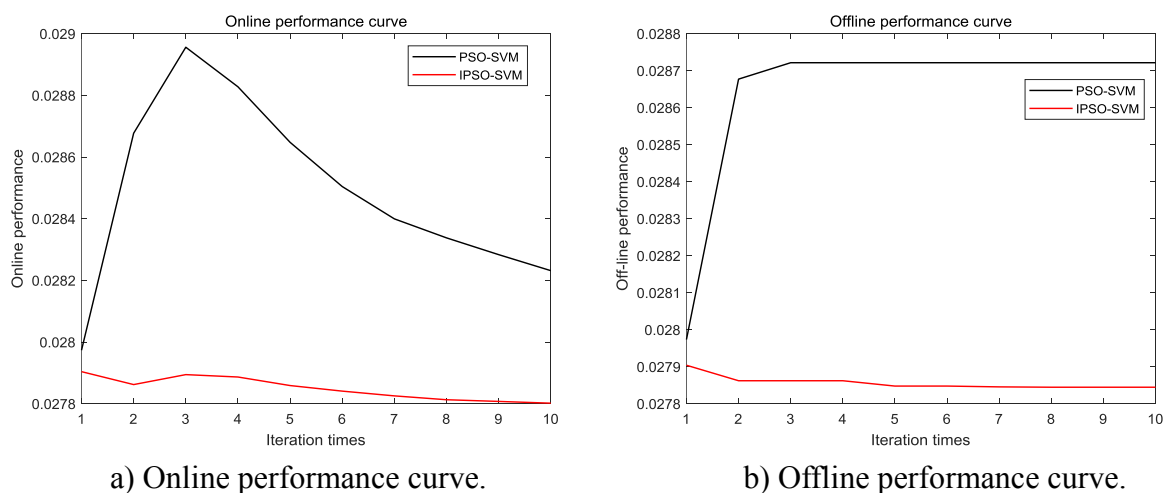 Online performance curve
0.029
0.0288
0.0286
0.0284
0.0282
0.028
0.0278
Online performance
PSO-SVM
IPSO-SVM
1 2 3 4 5 6 7 8 9 10
Iteration times
a) Online performance curve.
Offline performance curve
0.0288
0.0287
0.0286
0.0285
0.0284
0.0283
0.0282
0.0281
0.028
0.0279
0.0278
Off-line performance
PSO-SVM
IPSO-SVM
1 2 3 4 5 6 7 8 9 10
Iteration times
b) Offline performance curve.